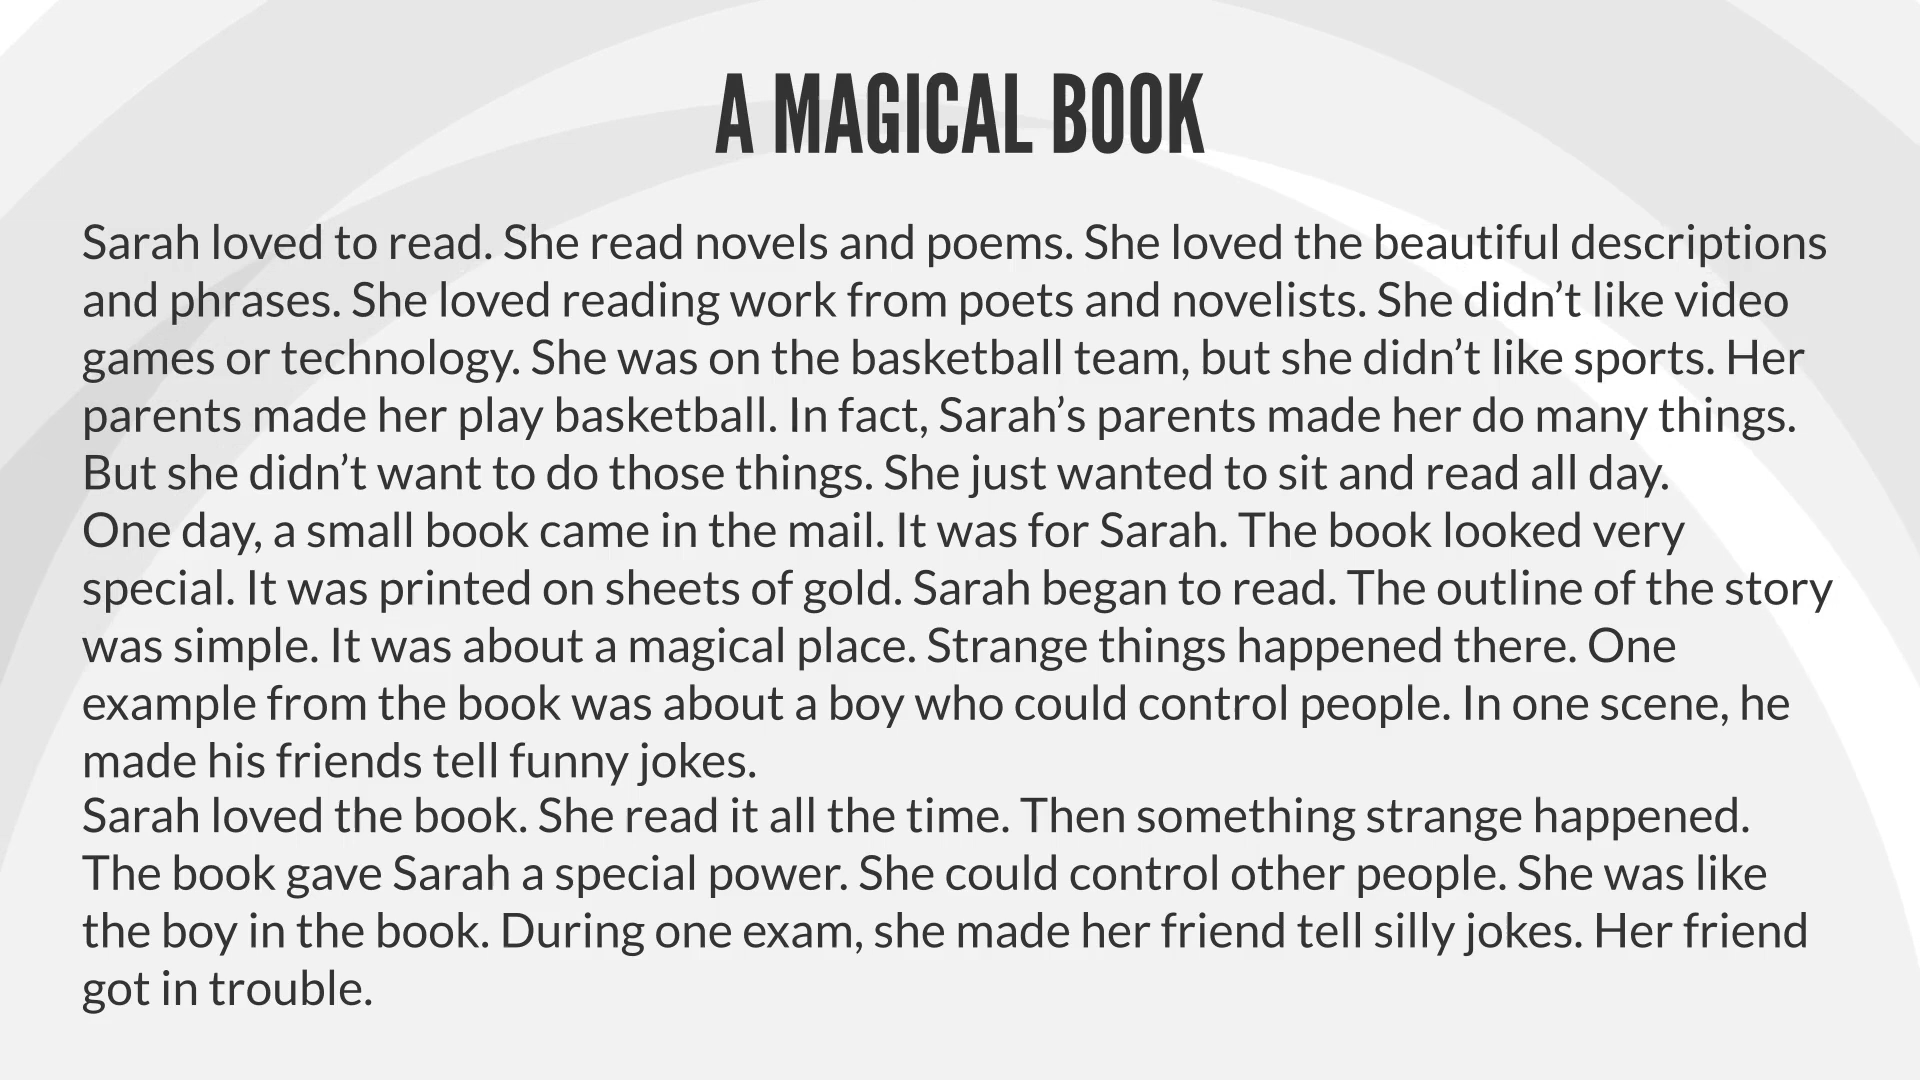 A MAGICAL BOOK
Sarah loved to read. She read novels and poems. She loved the beautiful descriptions
and phrases. She loved reading work from poets and novelists. She didn’t like video
games or technology. She was on the basketball team, but she didn’t like sports. Her
parents made her play basketball. In fact, Sarah’s parents made her do many things.
But she didn’t want to do those things. She just wanted to sit and read all day.
One day, a small book came in the mail. It was for Sarah. The book looked very
special. It was printed on sheets of gold. Sarah began to read. The outline of the story
was simple. It was about a magical place. Strange things happened there. One
example from the book was about a boy who could control people. In one scene, he
made his friends tell funny jokes.
Sarah loved the book. She read it all the time. Then something strange happened.
The book gave Sarah a special power. She could control other people. She was like
the boy in the book. During one exam, she made her friend tell silly jokes. Her friend
got in trouble.